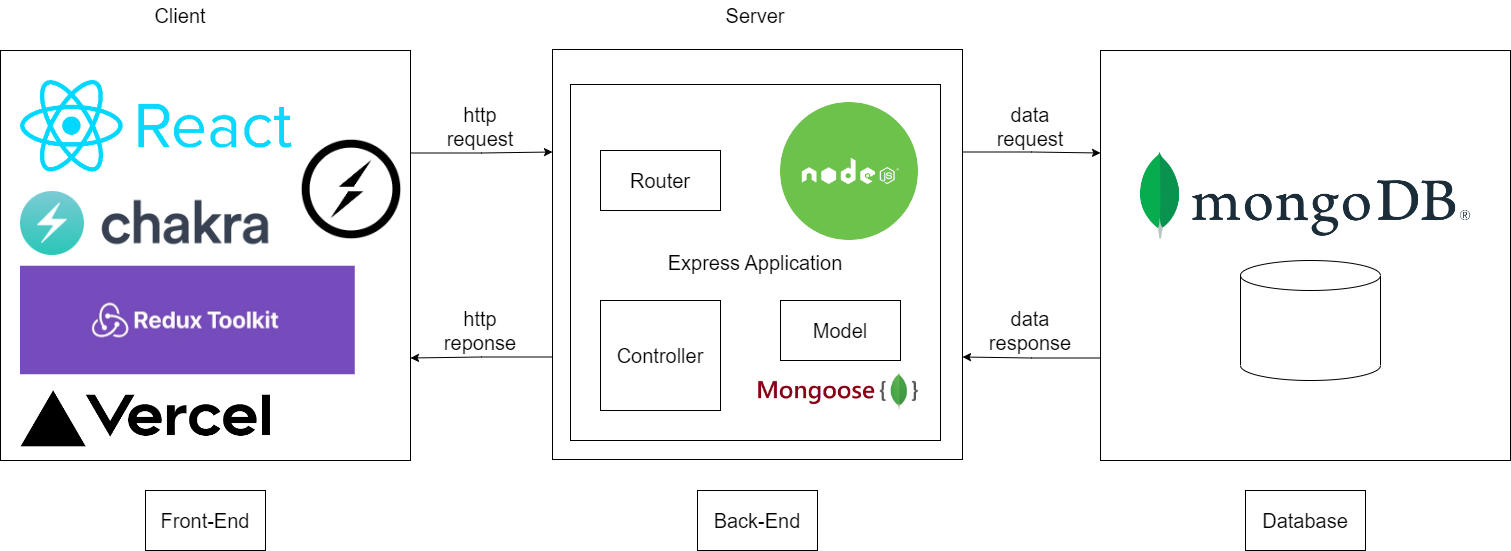 Client
Server
React
chakra
Redux Toolkit
Vercel
Front-End
http
request
http
reponse
Router
node
JS
Express Application
Controller
Model
Mongoose { }
Back-End
data
request
data
response
mongoDB®
Database